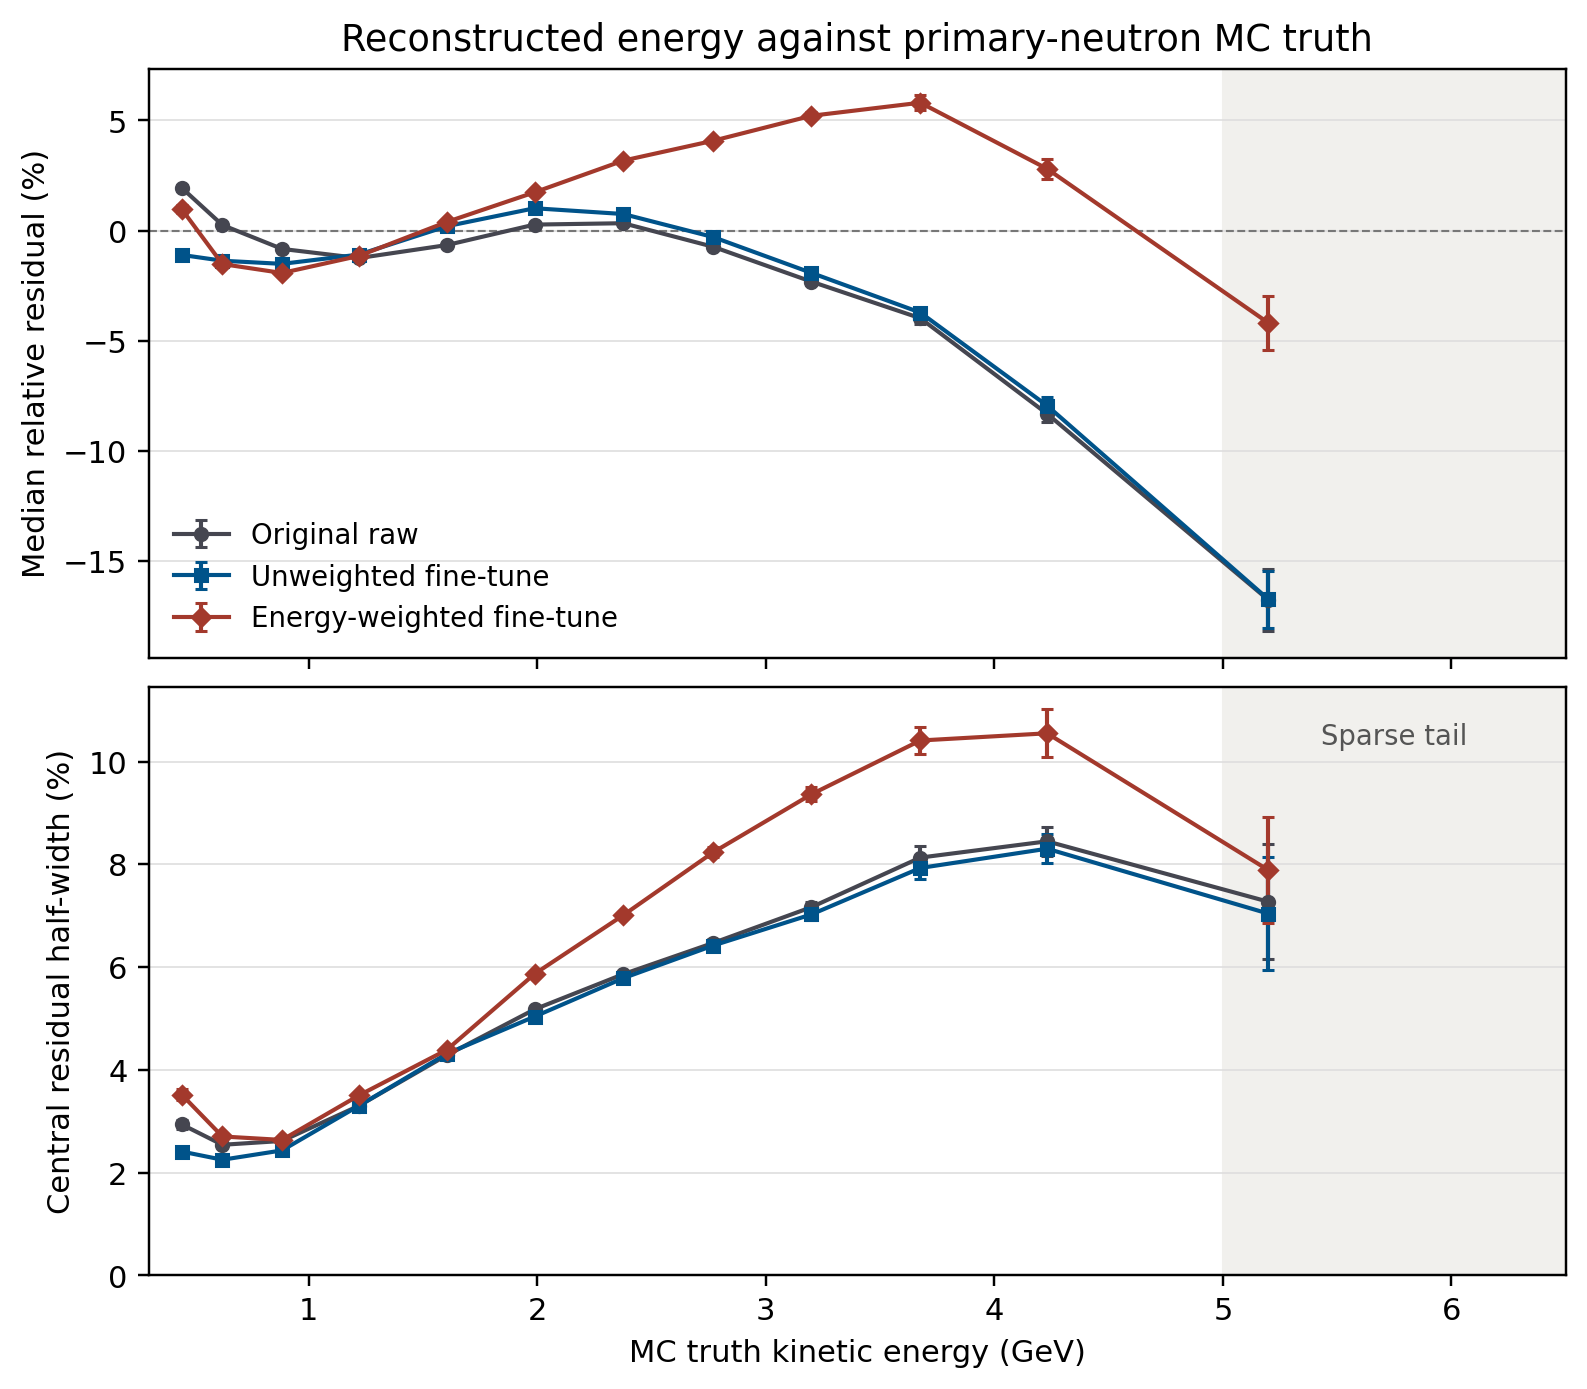 Reconstructed energy against primary-neutron MC truth
Median relative residual (%)
5
0
−5
−10
−15
Original raw
Unweighted fine-tune
Energy-weighted fine-tune
Central residual half-width (%)
Sparse tail
10
8
6
4
2
0
1 2 3 4 5 6
MC truth kinetic energy (GeV)